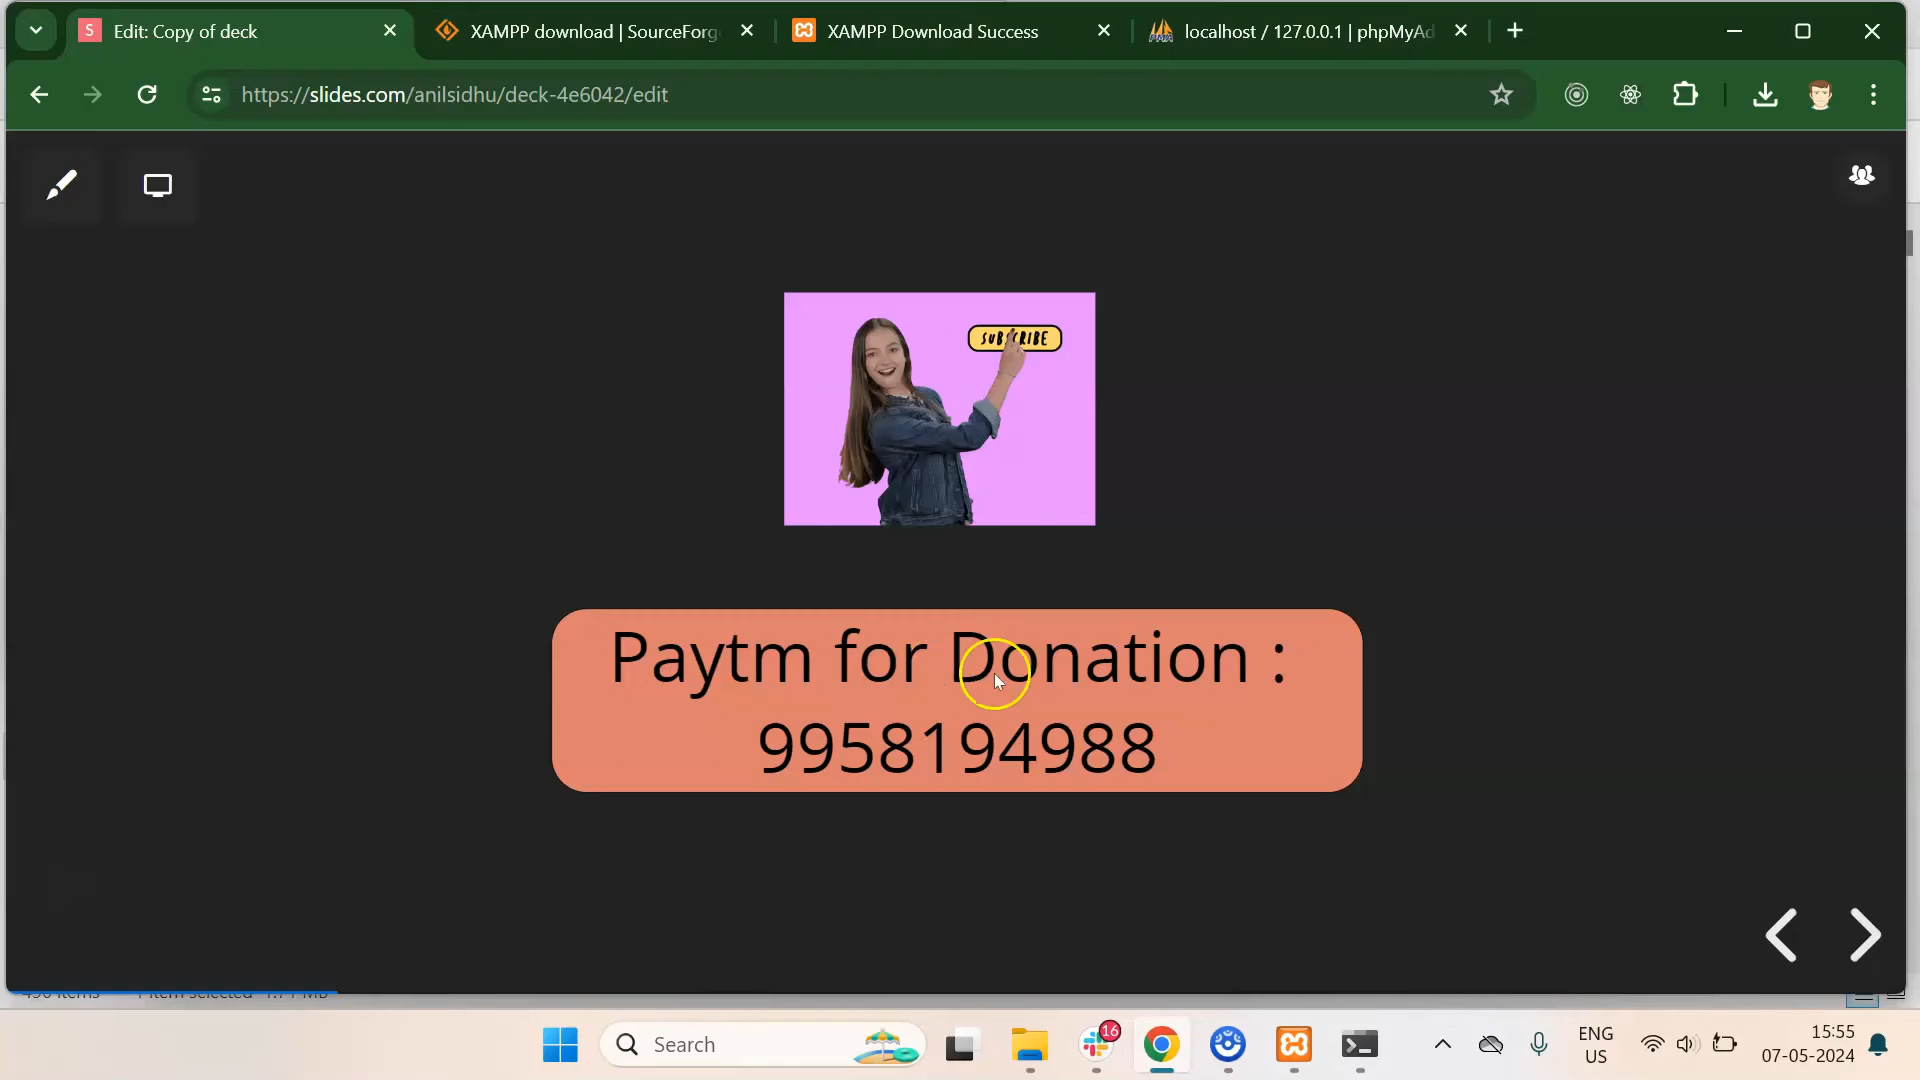 Edit: Copy of deck
XAMPP download | SourceForg
XAMPP Download Success
localhost / 127.0.0.1 | phpMyAd
https://slides.com/anilsidhu/deck-4e6042/edit
SUBSCRIBE
Paytm for Donation :
9958194988
Search
16
ENG
US
15:55
07-05-2024